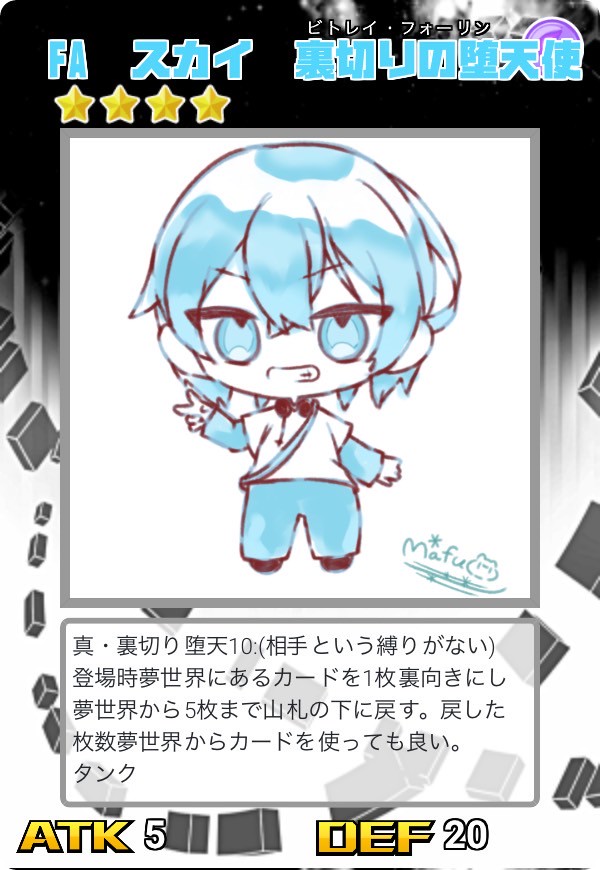 ビトレイ・フォーリン
FA スカイ 裏切りの堕天使
Mafu
真・裏切り堕天10:(相手という縛りがない)
登場時夢世界にあるカードを1枚裏向きにし
夢世界から5枚まで山札の下に戻す。戻した
枚数夢世界からカードを使っても良い。
タンク
ATK 5 DEF 20